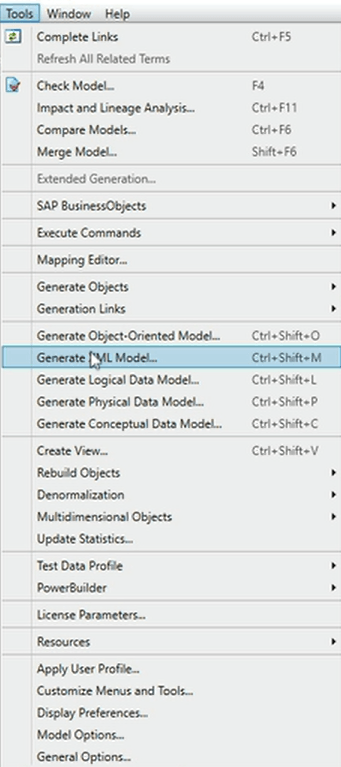 Tools Window Help
Complete Links Ctrl+F5
Refresh All Related Terms
Check Model... F4
Impact and Lineage Analysis... Ctrl+F11
Compare Models... Ctrl+F6
Merge Model... Shift+F6
Extended Generation...
SAP BusinessObjects
Execute Commands
Mapping Editor...
Generate Objects
Generation Links
Generate Object-Oriented Model... Ctrl+Shift+O
Generate ML Model... Ctrl+Shift+M
Generate Logical Data Model... Ctrl+Shift+L
Generate Physical Data Model... Ctrl+Shift+P
Generate Conceptual Data Model... Ctrl+Shift+C
Create View... Ctrl+Shift+V
Rebuild Objects
Denormalization
Multidimensional Objects
Update Statistics...
Test Data Profile
PowerBuilder
License Parameters...
Resources
Apply User Profile...
Customize Menus and Tools...
Display Preferences...
Model Options...
General Options...